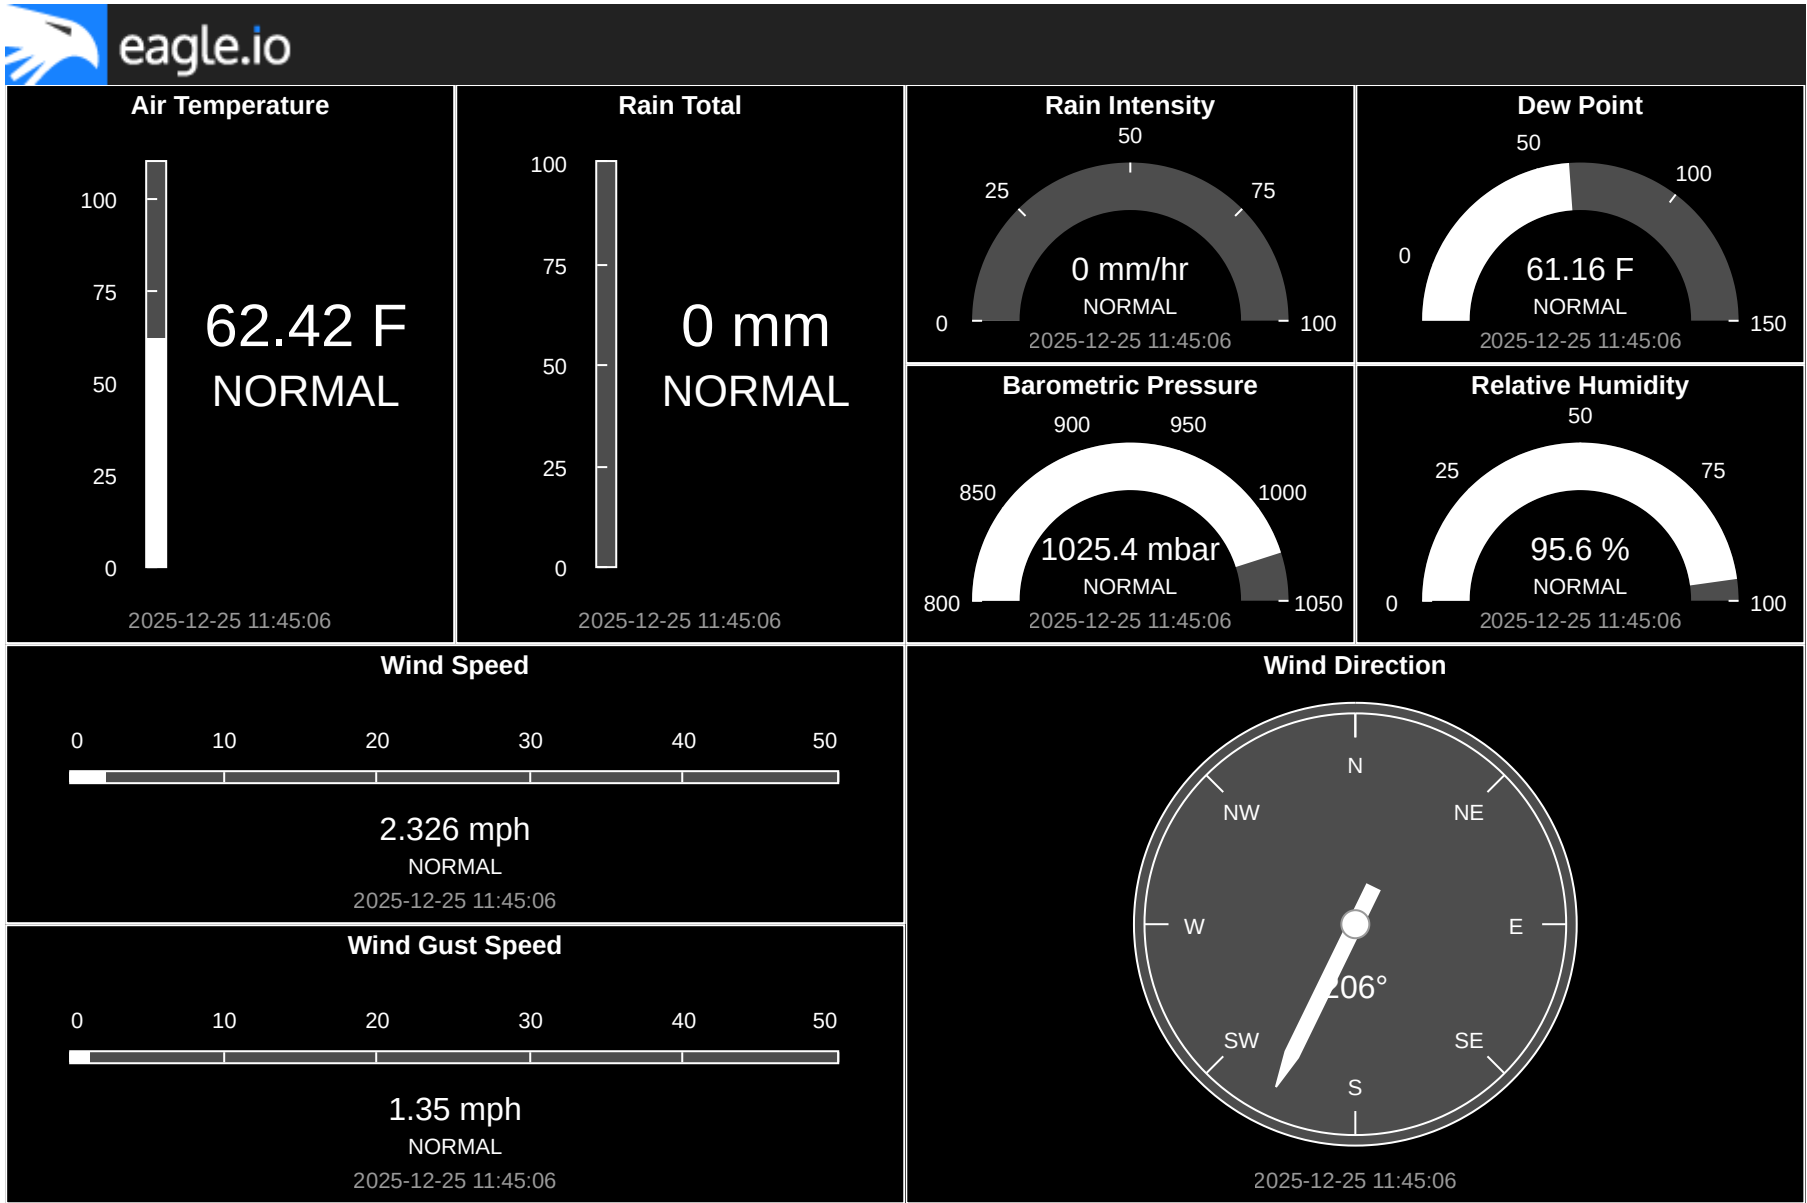 eagle.io
Air Temperature
100
75
50
25
0
62.42 F
NORMAL
2025-12-25 11:45:06
Rain Total
100
75
50
25
0
0 mm
NORMAL
2025-12-25 11:45:06
Rain Intensity
0
25
50
75
100
0 mm/hr
NORMAL
2025-12-25 11:45:06
Dew Point
0
50
100
150
61.16 F
NORMAL
2025-12-25 11:45:06
Barometric Pressure
800
850
900
950
1000
1050
1025.4 mbar
NORMAL
2025-12-25 11:45:06
Relative Humidity
0
25
50
75
100
95.6 %
NORMAL
2025-12-25 11:45:06
Wind Speed
0 10 20 30 40 50
2.326 mph
NORMAL
2025-12-25 11:45:06
Wind Gust Speed
0 10 20 30 40 50
1.35 mph
NORMAL
2025-12-25 11:45:06
Wind Direction
N
NW NE
W E
206°
SW SE
S
2025-12-25 11:45:06